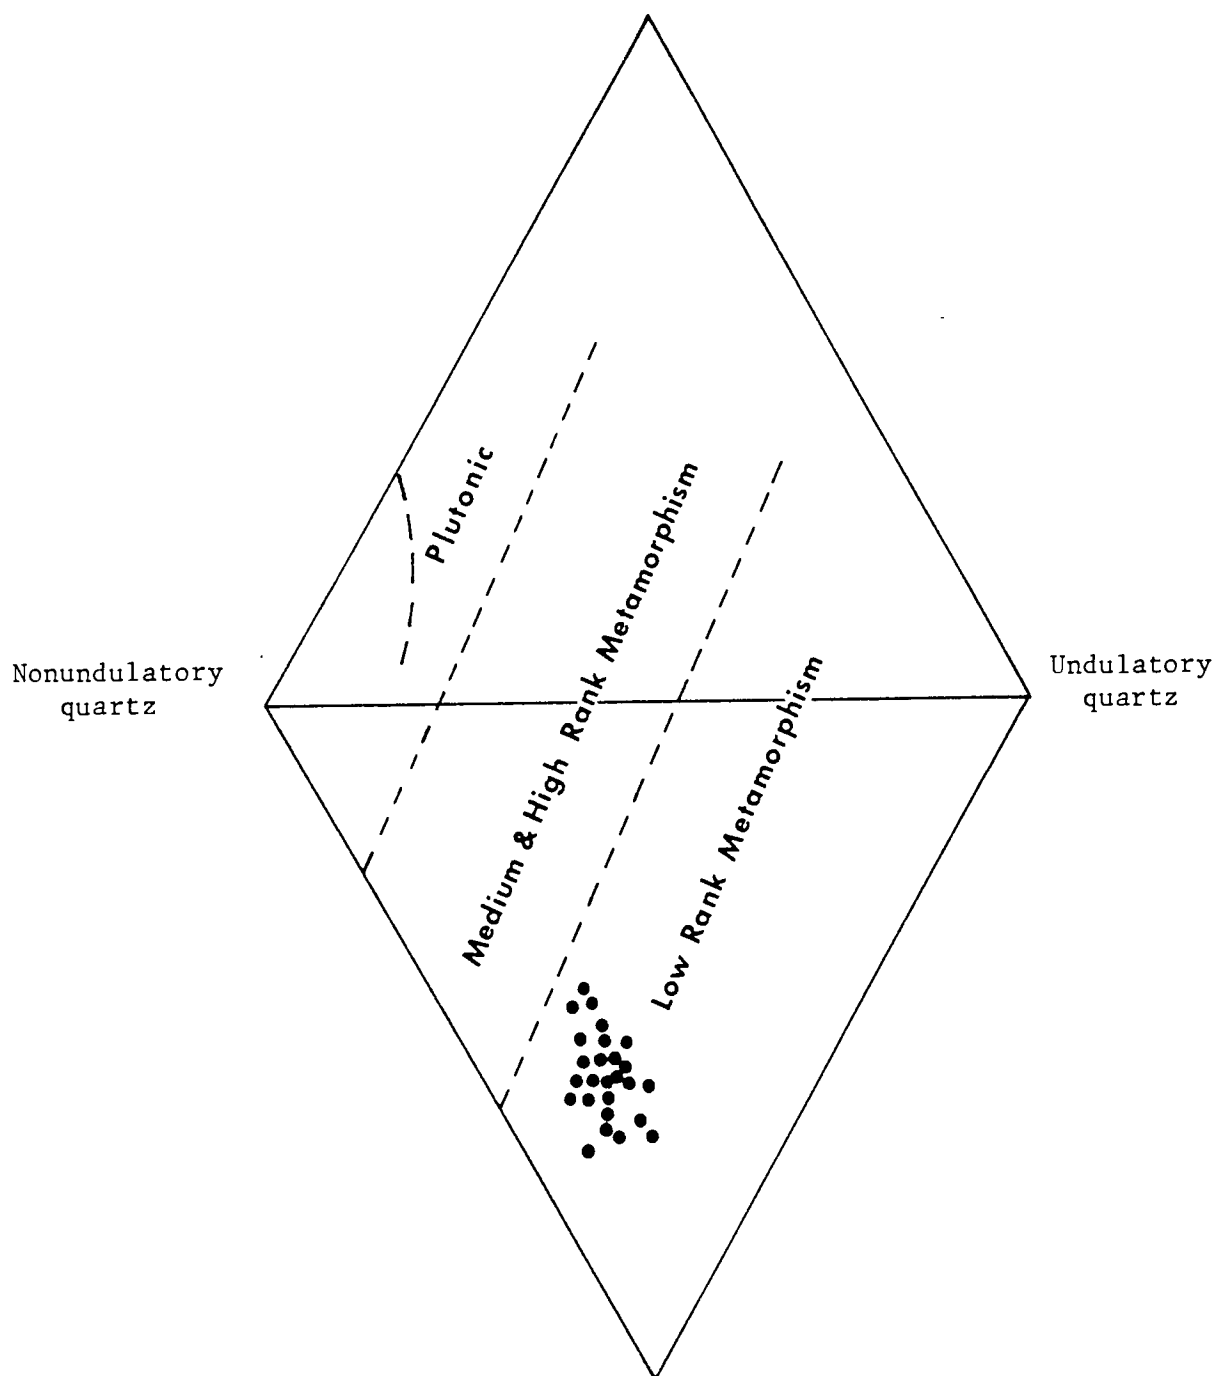 Plutonic
Medium & High Rank Metamorphism
Nonundulatory
quartz
Undulatory
quartz
Low Rank Metamorphism